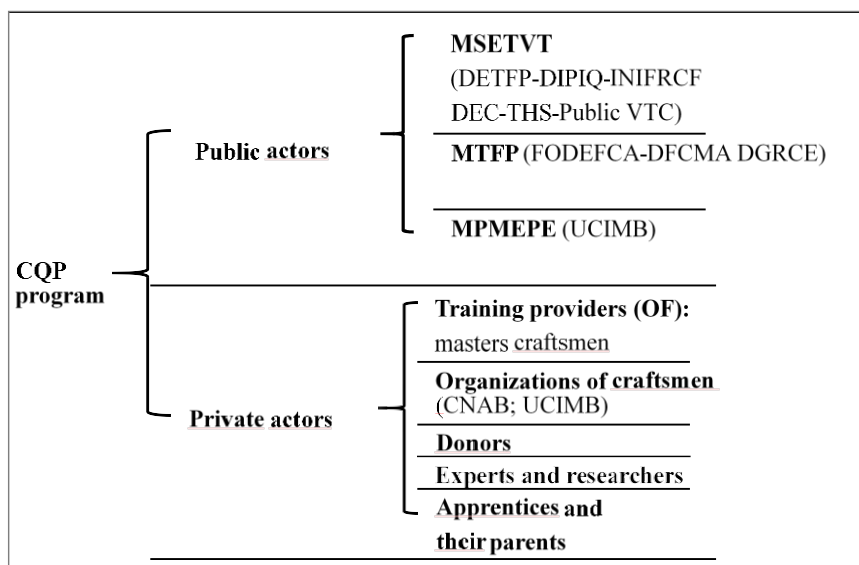 MSETVT
(DETFP-DIPIQ-INIFRCF
DEC-THS-Public VTC)
Public actors
MTFP (FODEFCA-DFCMA DGRCE)
MPMEPE (UCIMB)
CQP
program
Training providers (OF):
masters craftsmen
Organizations of craftsmen
(CNAB; UCIMB)
Private actors
Donors
Experts and researchers
Apprentices and
their parents